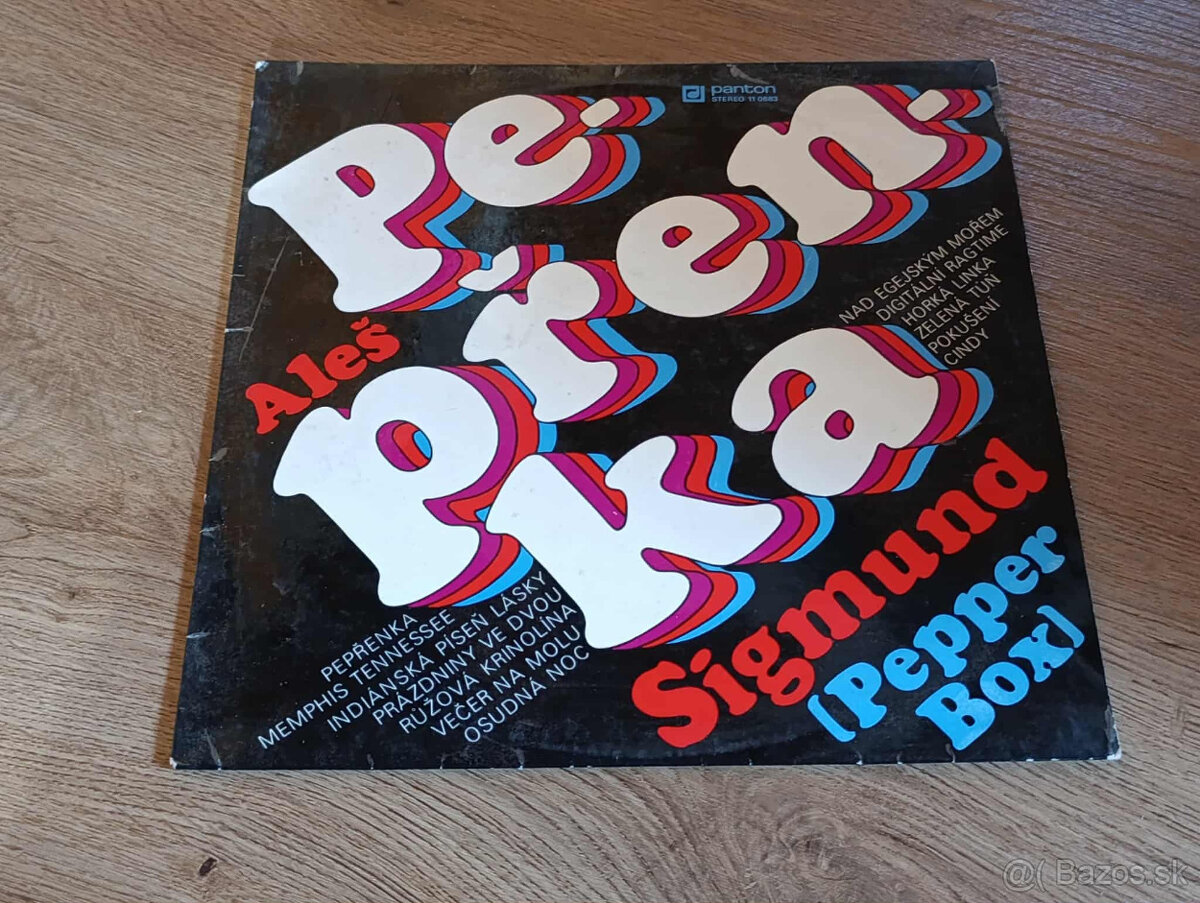 panton
STEREO 11 0683
Pe-
přen-
ka
Aleš
Sigmund
(Pepper
Box)
NAD EGEJSKÝM MOŘEM
DIGITÁLNÍ RAGTIME
HORKÁ LINKA
ZELENÁ TŮŇ
POKUŠENÍ
CINDY
PEPŘENKA
MEMPHIS TENNESSEE
INDIÁNSKÁ PÍSEŇ LÁSKY
PRÁZDNINY VE DVOU
RŮŽOVÁ KRINOLÍNA
VEČER NA MOLU
OSUDNÁ NOC
@( Bazos.sk